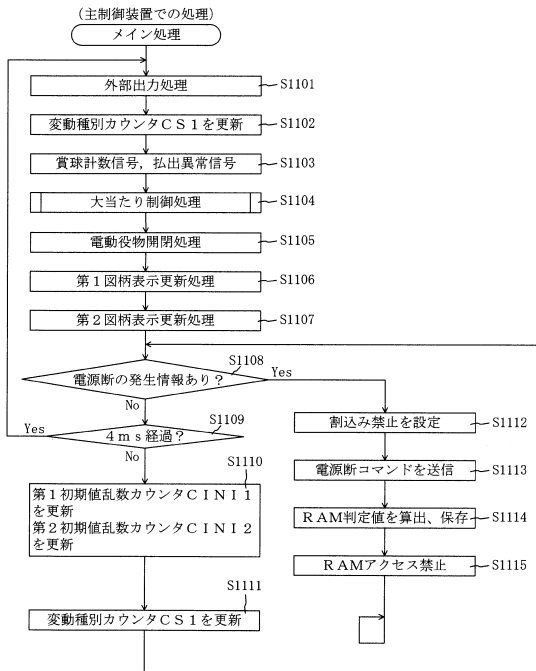 (主制御装置での処理)
メイン処理
外部出力処理
S1101
変動種別カウンタCS1を更新
S1102
賞球計数信号，払出異常信号
S1103
大当たり制御処理
S1104
電動役物開閉処理
S1105
第1図柄表示更新処理
S1106
第2図柄表示更新処理
S1107
S1108
電源断の発生情報あり？
Yes
No
S1109
Yes
4ms経過？
No
S1110
第1初期値乱数カウンタCINI1
を更新
第2初期値乱数カウンタCINI2
を更新
S1111
変動種別カウンタCS1を更新
割込み禁止を設定
S1112
電源断コマンドを送信
S1113
RAM判定値を算出、保存
S1114
RAMアクセス禁止
S1115